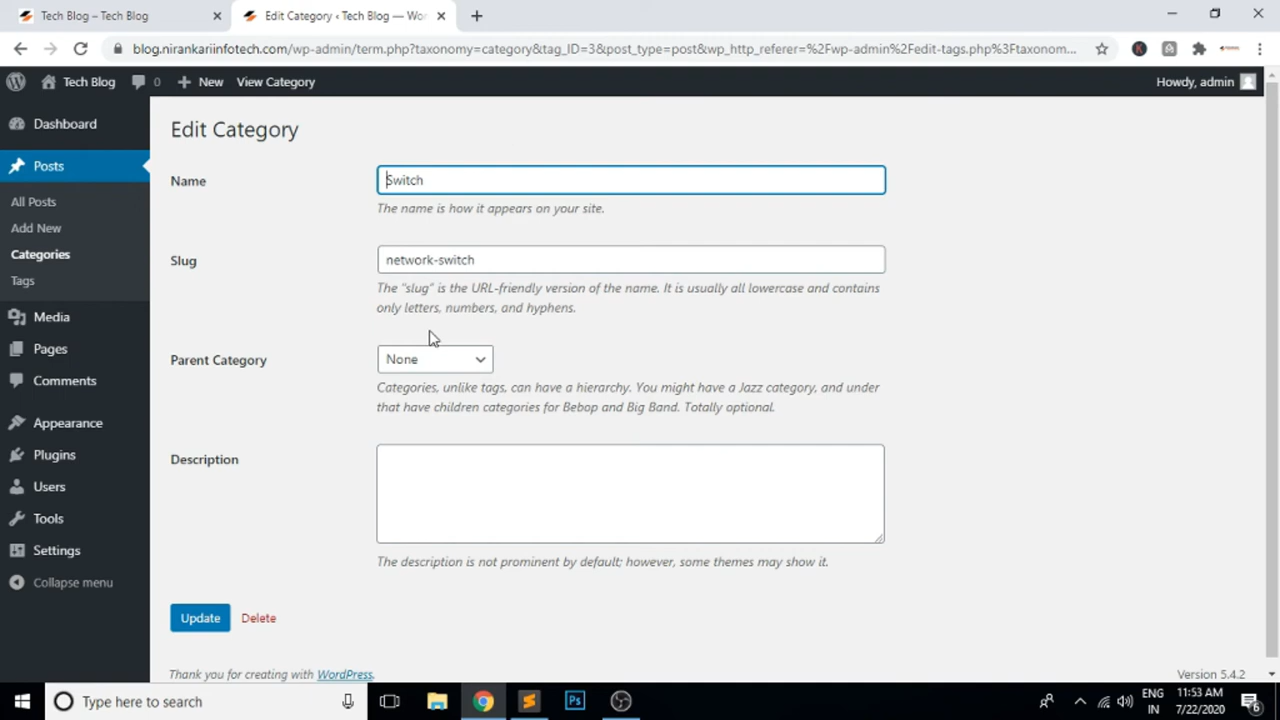 Tech Blog – Tech Blog
Edit Category ‹ Tech Blog — Wor
blog.nirankariinfotech.com/wp-admin/term.php?taxonomy=category&tag_ID=3&post_type=post&wp_http_referer=%2Fwp-admin%2Fedit-tags.php%3Ftaxonom...
Tech Blog 0 New View Category Howdy, admin
Dashboard
Posts
All Posts
Add New
Categories
Tags
Media
Pages
Comments
Appearance
Plugins
Users
Tools
Settings
Collapse menu
Edit Category
Name Switch
The name is how it appears on your site.
Slug network-switch
The “slug” is the URL-friendly version of the name. It is usually all lowercase and contains
only letters, numbers, and hyphens.
Parent Category None
Categories, unlike tags, can have a hierarchy. You might have a Jazz category, and under
that have children categories for Bebop and Big Band. Totally optional.
Description
The description is not prominent by default; however, some themes may show it.
Update Delete
Thank you for creating with WordPress. Version 5.4.2
Type here to search Ps ENG 11:53 AM
IN 7/22/2020 6